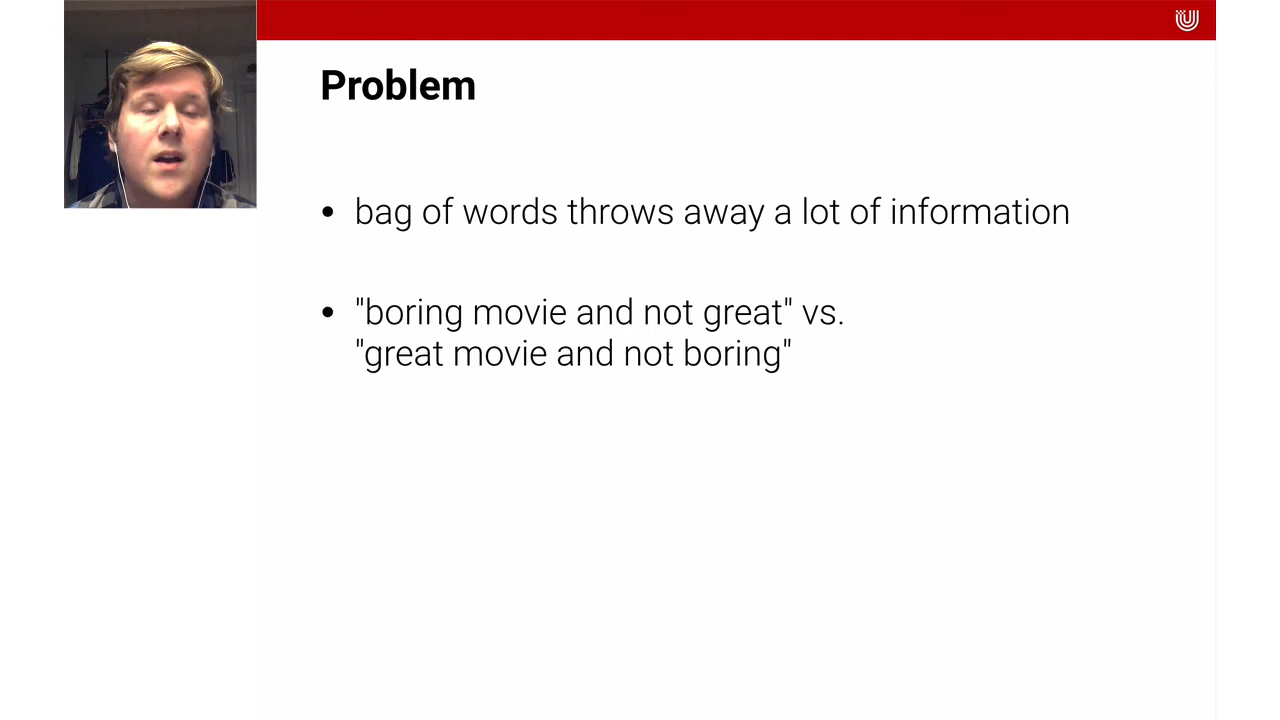 Problem
• bag of words throws away a lot of information
• "boring movie and not great" vs.
"great movie and not boring"